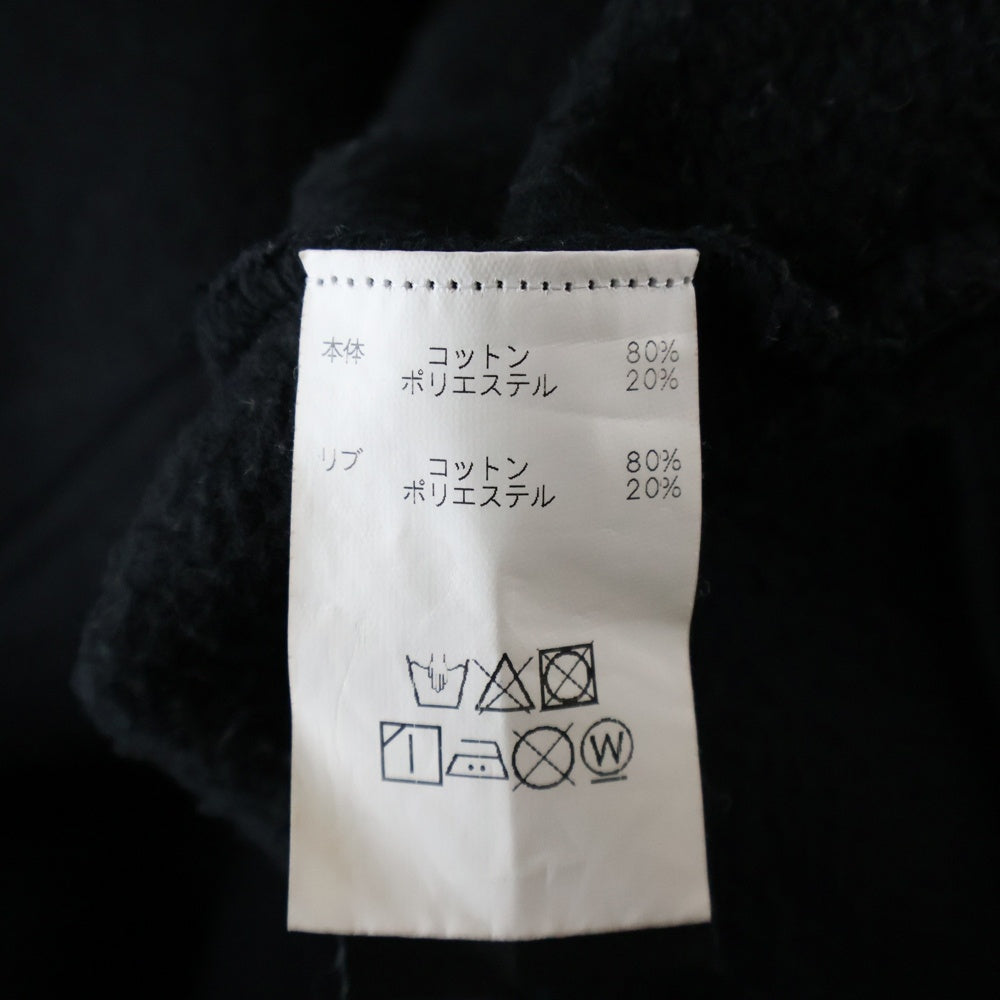 本体 コットン 80%
ポリエステル 20%
リブ コットン 80%
ポリエステル 20%
W